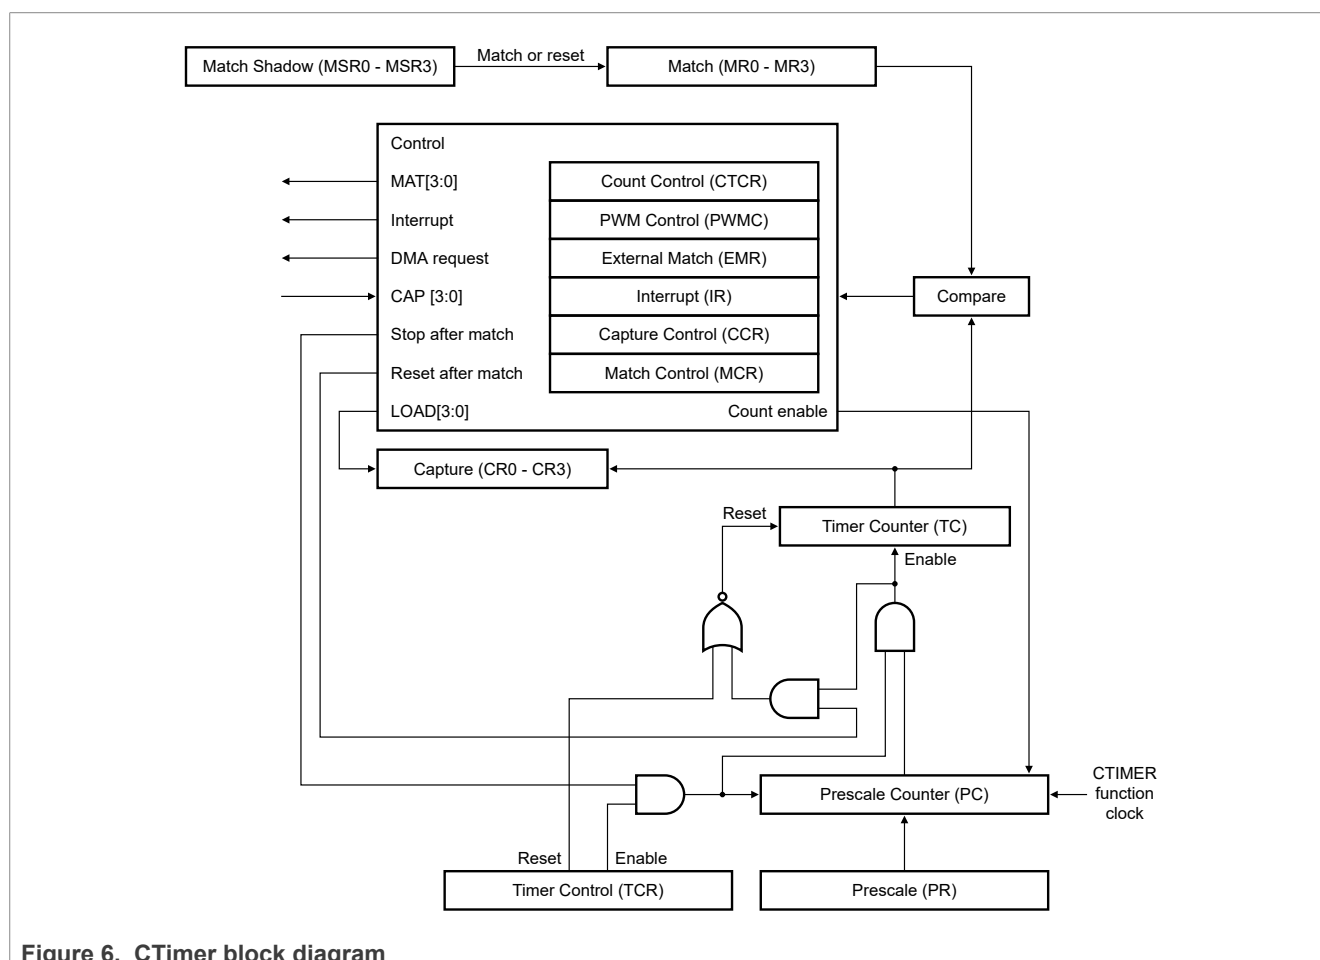 Match Shadow (MSR0 - MSR3)
Match or reset
Match (MR0 - MR3)
Control
MAT[3:0]
Count Control (CTCR)
Interrupt
PWM Control (PWMC)
DMA request
External Match (EMR)
CAP [3:0]
Interrupt (IR)
Compare
Stop after match
Capture Control (CCR)
Reset after match
Match Control (MCR)
LOAD[3:0]
Count enable
Capture (CR0 - CR3)
Reset
Timer Counter (TC)
Enable
Prescale Counter (PC)
CTIMER
function
clock
Reset
Enable
Timer Control (TCR)
Prescale (PR)
Figure 6. CTimer block diagram